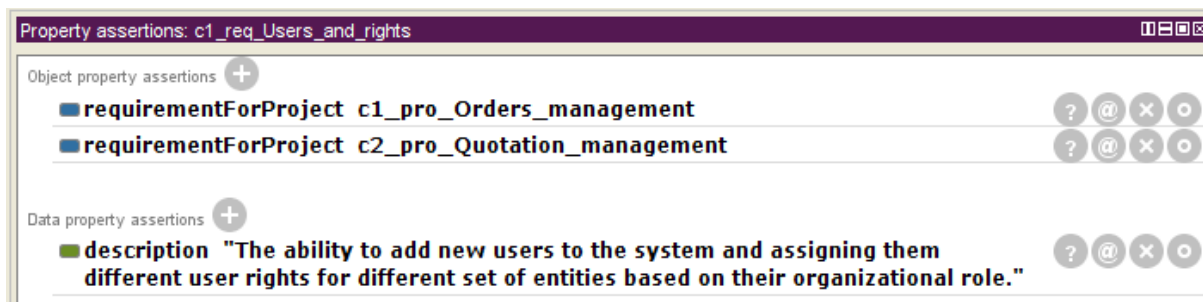 Property assertions: c1_req_Users_and_rights
Object property assertions
requirementForProject c1_pro_Orders_management
requirementForProject c2_pro_Quotation_management
Data property assertions
description "The ability to add new users to the system and assigning them
different user rights for different set of entities based on their organizational role."